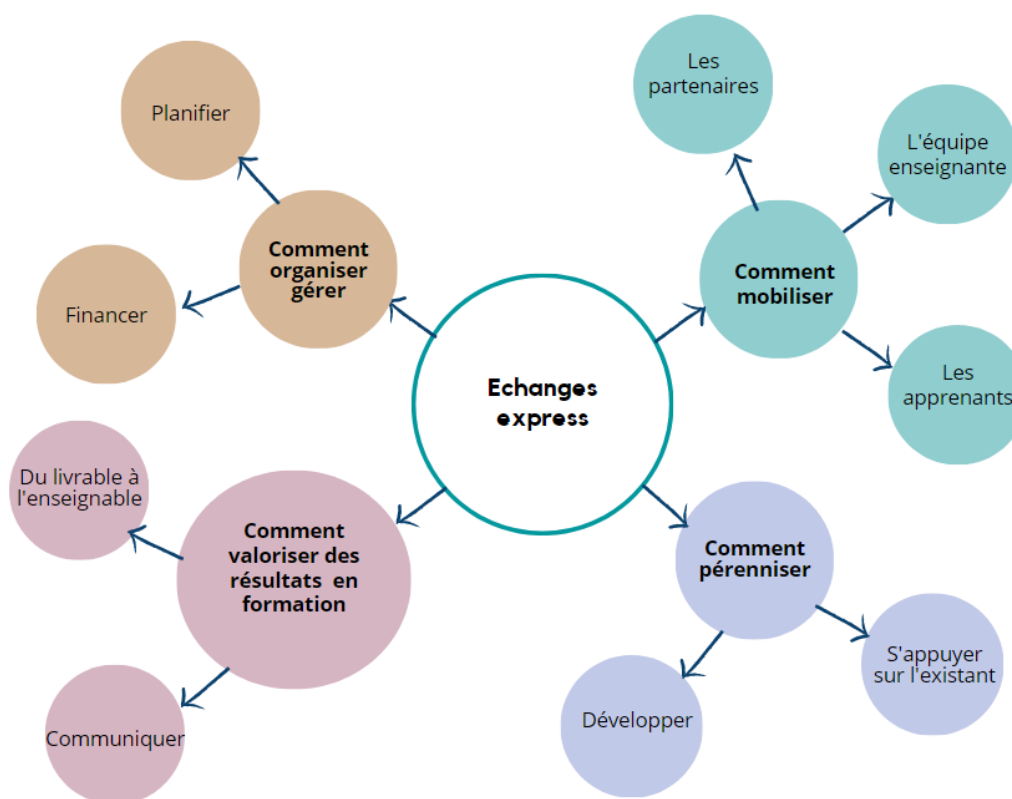 Planifier
Financer
Comment
organiser
gérer
Les
partenaires
L'équipe
enseignante
Comment
mobiliser
Les
apprenants
Echanges
express
Du livrable à
l'enseignable
Comment
valoriser des
résultats en
formation
Communiquer
Comment
pérenniser
S'appuyer
sur l'existant
Développer